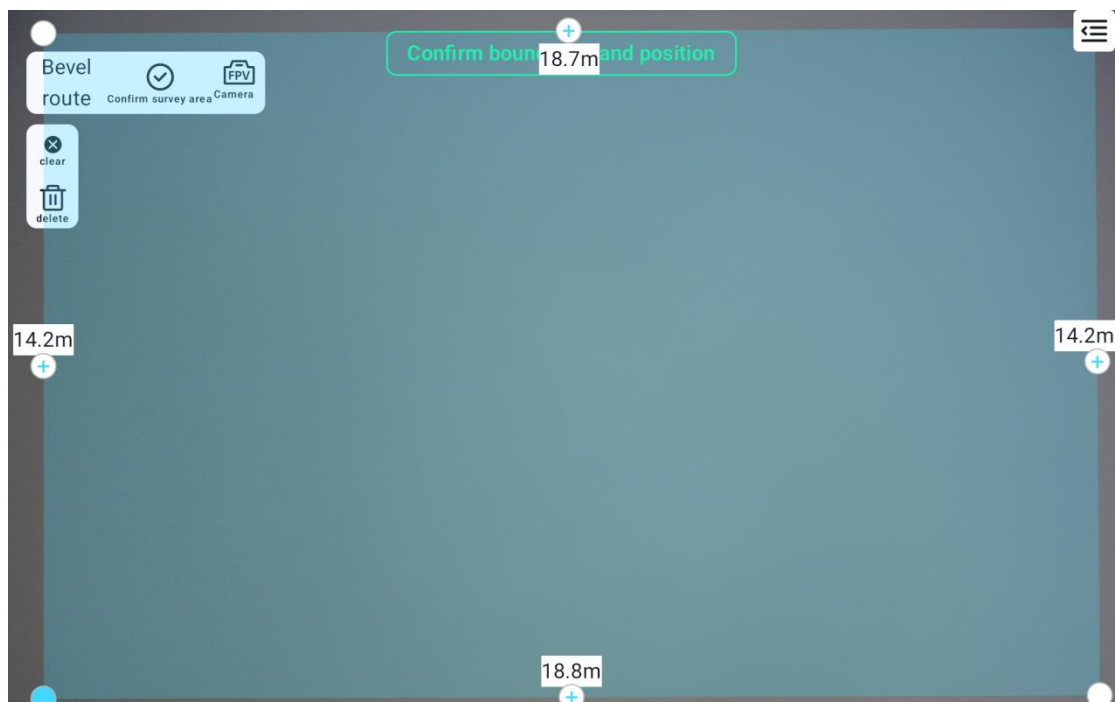 Confirm boun and position
18.7m
Bevel
route
Confirm survey area
FPV
Camera
clear
delete
14.2m
14.2m
18.8m